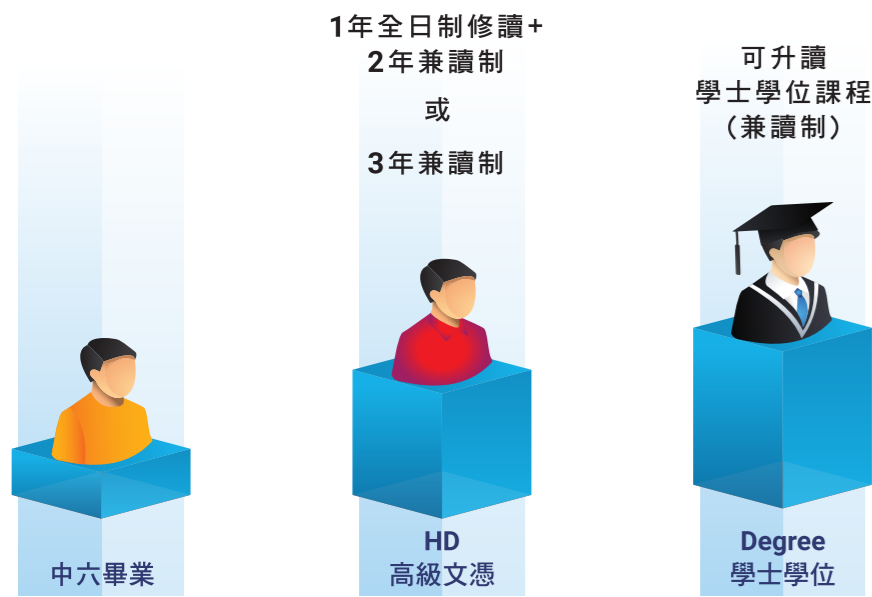 1年全日制修讀+
2年兼讀制
或
3年兼讀制
可升讀
學士學位課程
（兼讀制）
中六畢業
HD
高級文憑
Degree
學士學位